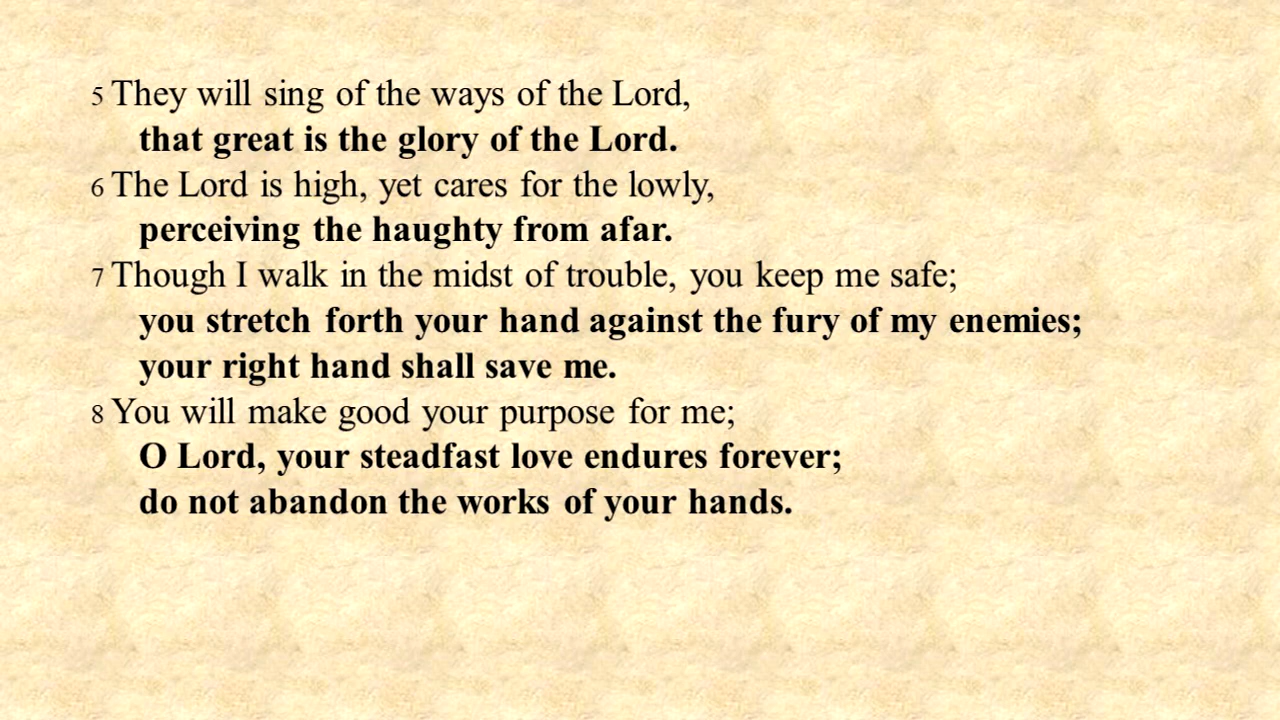 5 They will sing of the ways of the Lord,
that great is the glory of the Lord.
6 The Lord is high, yet cares for the lowly,
perceiving the haughty from afar.
7 Though I walk in the midst of trouble, you keep me safe;
you stretch forth your hand against the fury of my enemies;
your right hand shall save me.
8 You will make good your purpose for me;
O Lord, your steadfast love endures forever;
do not abandon the works of your hands.